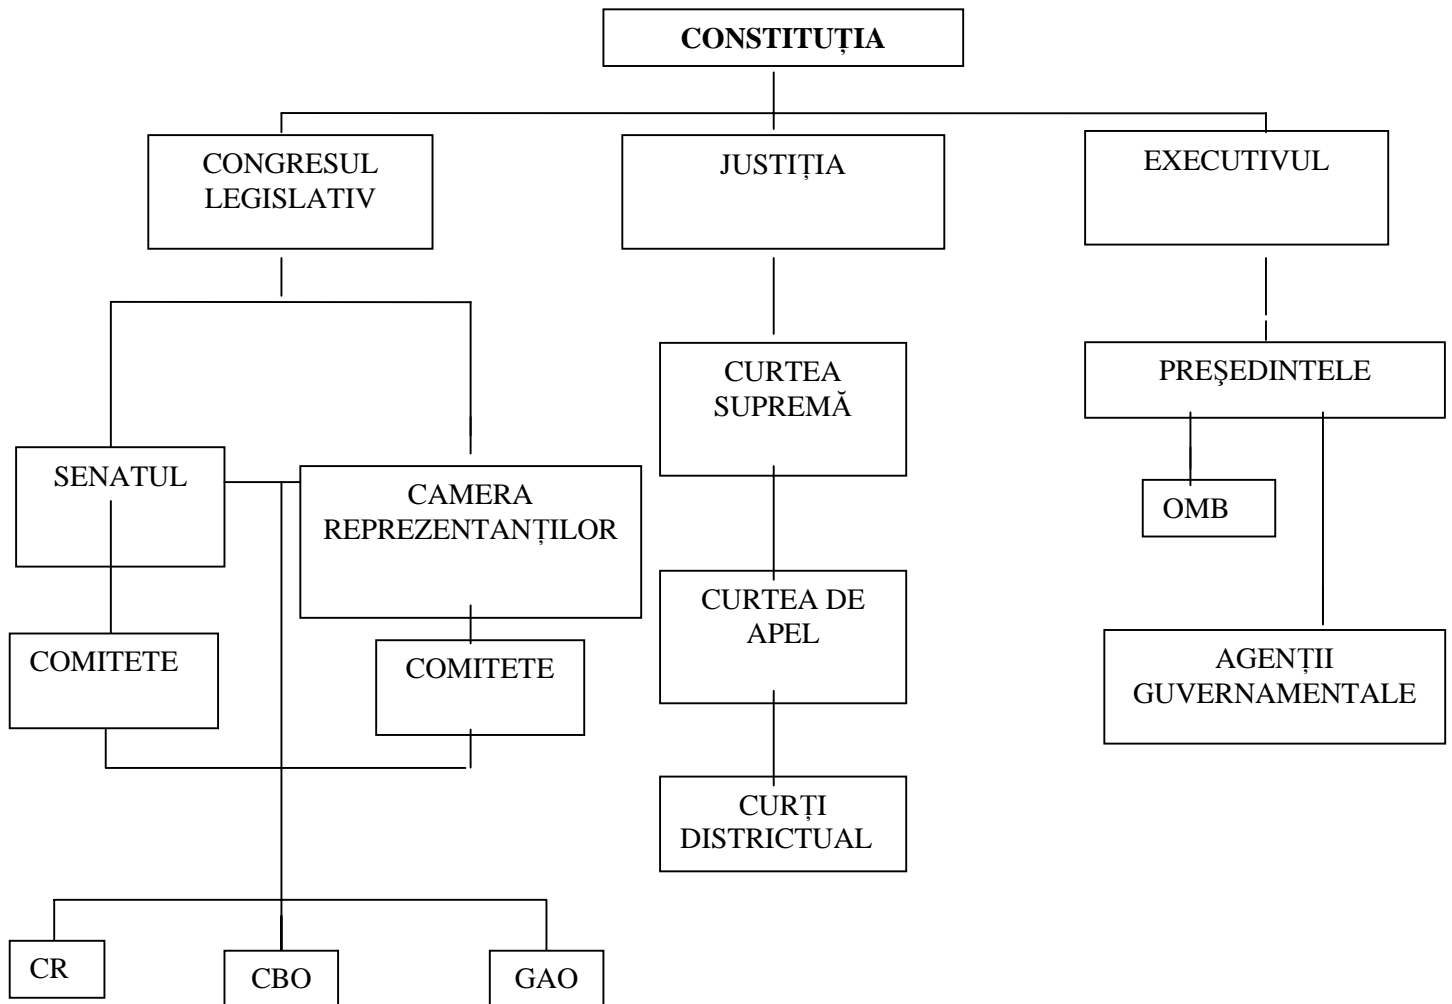 CONSTITUȚIA
CONGRESUL
LEGISLATIV
JUSTIȚIA
EXECUTIVUL
CURTEA
SUPREMĂ
PREŞEDINTELE
SENATUL
CAMERA
REPREZENTANȚILOR
OMB
CURTEA DE
APEL
COMITETE
COMITETE
AGENȚII
GUVERNAMENTALE
CURȚI
DISTRICTUAL
CR
CBO
GAO